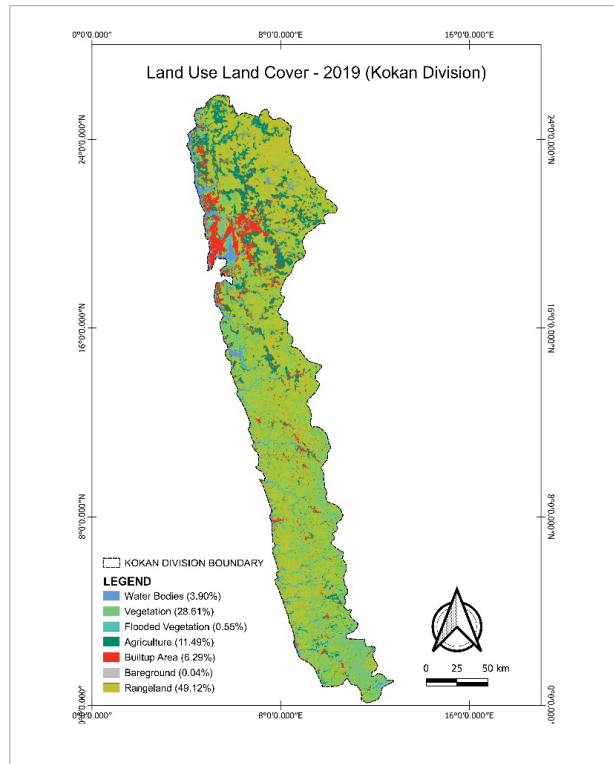 0°0'0.000" 8°0'0.000"E 16°0'0.000"E
Land Use Land Cover - 2019 (Kokan Division)
24°0'0.000"N 24°0'0.000"N
16°0'0.000"N 16°0'0.000"N
8°0'0.000"N 8°0'0.000"N
KOKAN DIVISION BOUNDARY
LEGEND
Water Bodies (3.90%)
Vegetation (28.61%)
Flooded Vegetation (0.55%)
Agriculture (11.49%)
Builtup Area (6.29%)
Bareground (0.04%)
Rangeland (49.12%)
0 25 50 km
0°0'0.000" 0°0'0.000"
0°0'0.000" 8°0'0.000"E 16°0'0.000"E